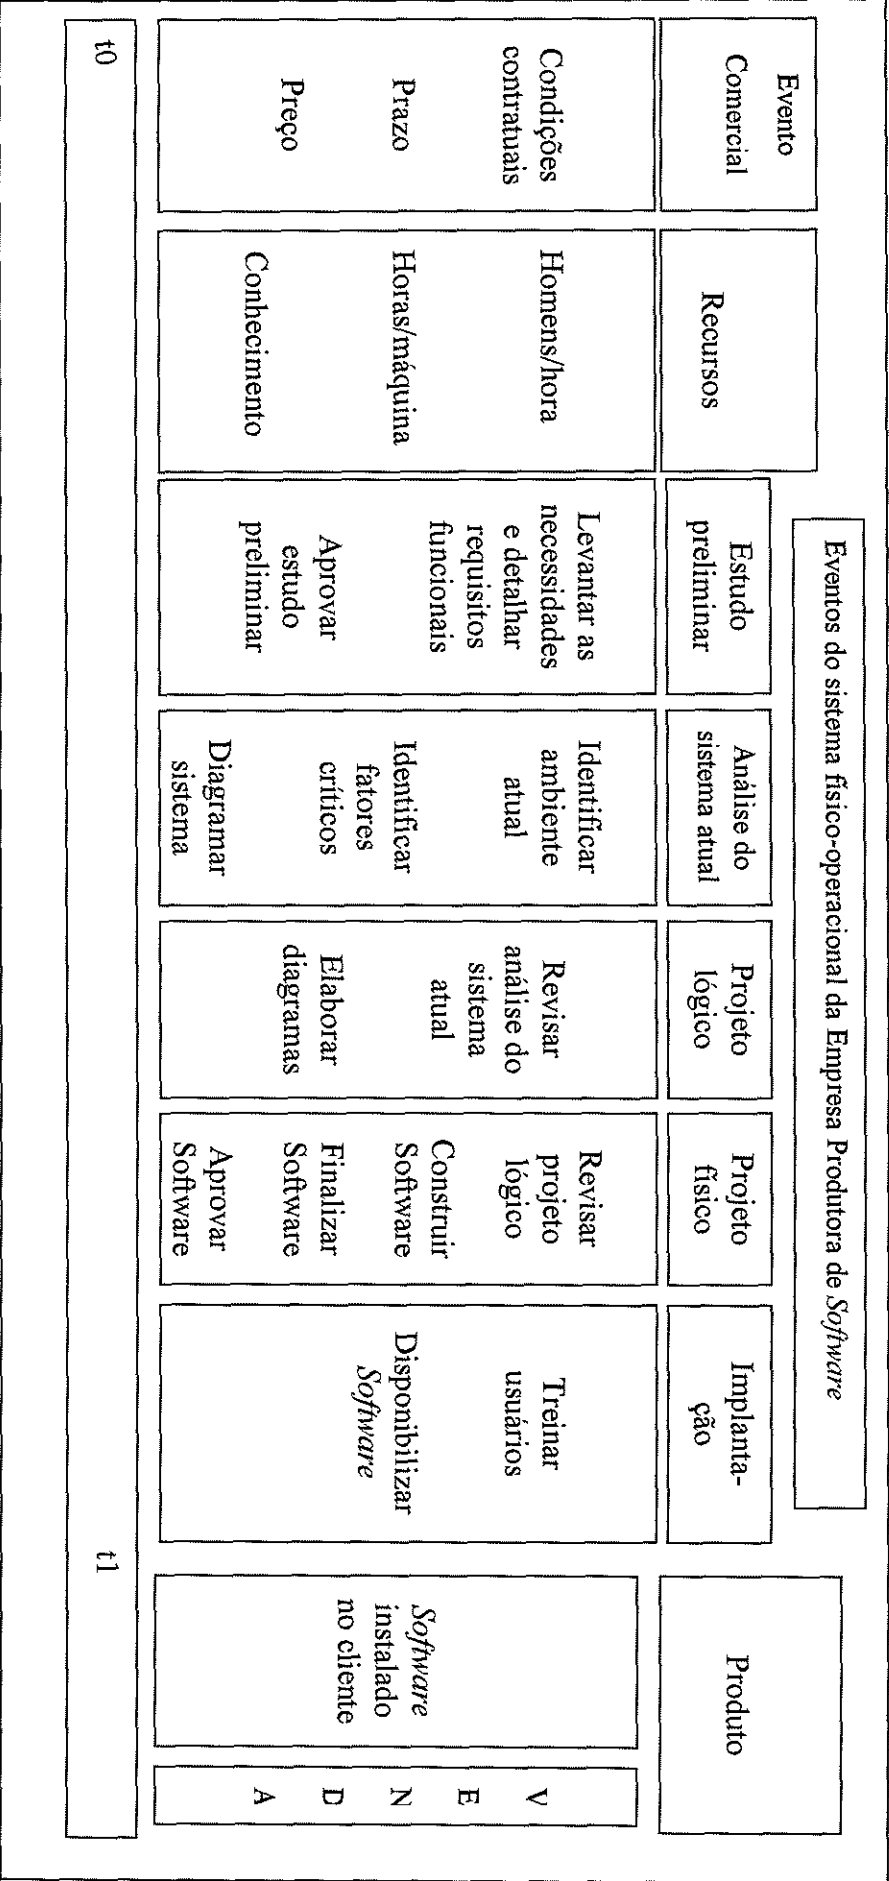 Eventos do sistema físico-operacional da Empresa Produtora de Software
Evento
Comercial
Recursos
Estudo
preliminar
Análise do
sistema atual
Projeto
lógico
Projeto
físico
Implanta-
ção
Produto
Condições
contratuais
Prazo
Preço
Homens/hora
Horas/máquina
Conhecimento
Levantar as
necessidades
e detalhar
requisitos
funcionais
Aprovar
estudo
preliminar
Identificar
ambiente
atual
Identificar
fatores
críticos
Diagramar
sistema
Revisar
análise do
sistema
atual
Elaborar
diagramas
Revisar
projeto
lógico
Construir
Software
Finalizar
Software
Aprovar
Software
Treinar
usuários
Disponibilizar
Software
Software
instalado
no cliente
V
E
N
D
A
t0
t1